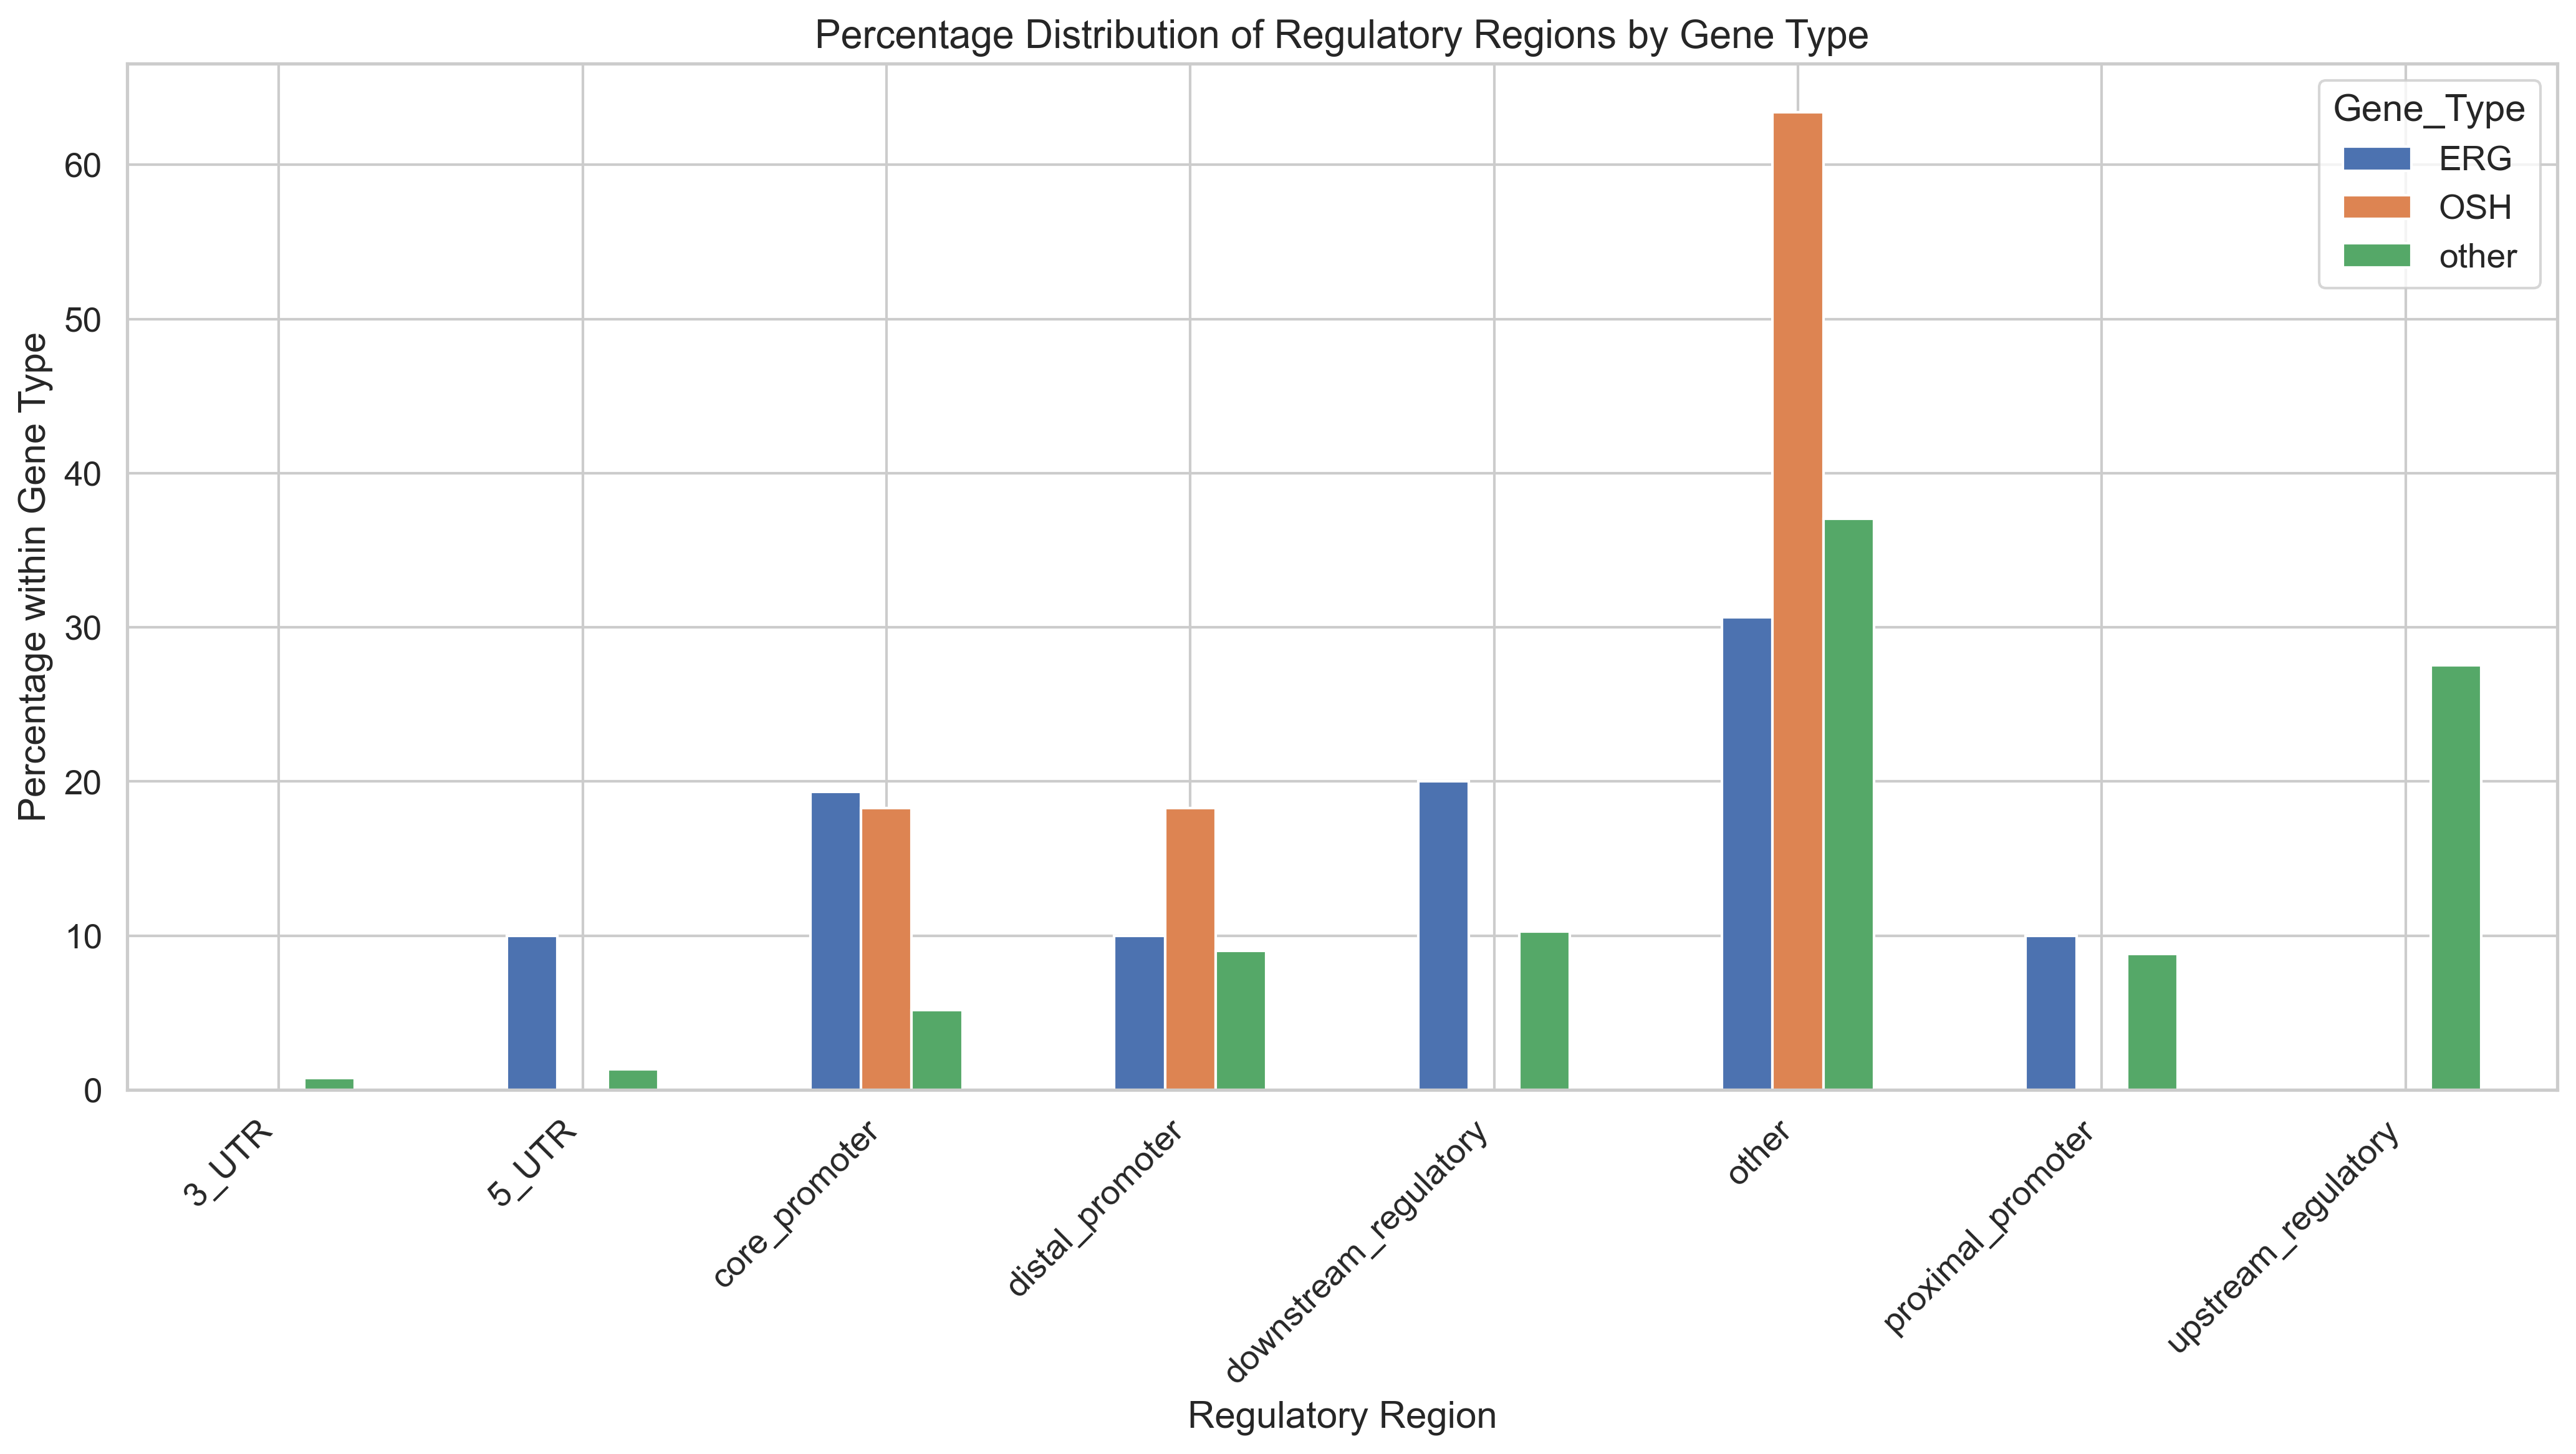 Percentage Distribution of Regulatory Regions by Gene Type
Gene_Type
ERG
OSH
other
Percentage within Gene Type
60
50
40
30
20
10
0
3_UTR
5_UTR
core_promoter
distal_promoter
downstream_regulatory
other
proximal_promoter
upstream_regulatory
Regulatory Region